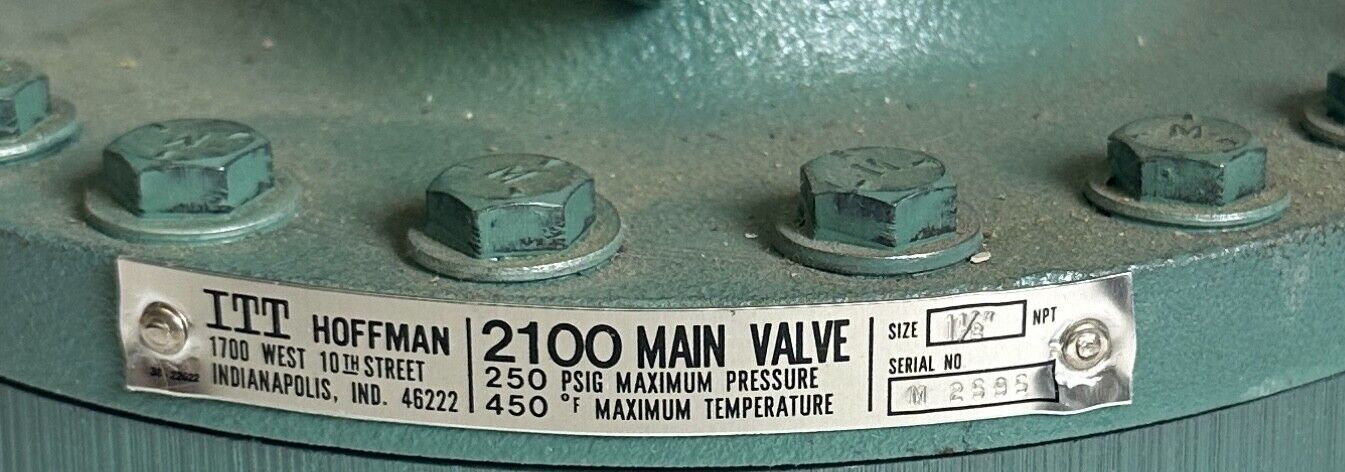 ITT HOFFMAN
1700 WEST 10TH STREET
INDIANAPOLIS, IND. 46222
2100 MAIN VALVE
250 PSIG MAXIMUM PRESSURE
450 °F MAXIMUM TEMPERATURE
SIZE 1½" NPT
SERIAL NO
M 2595
M
M
M